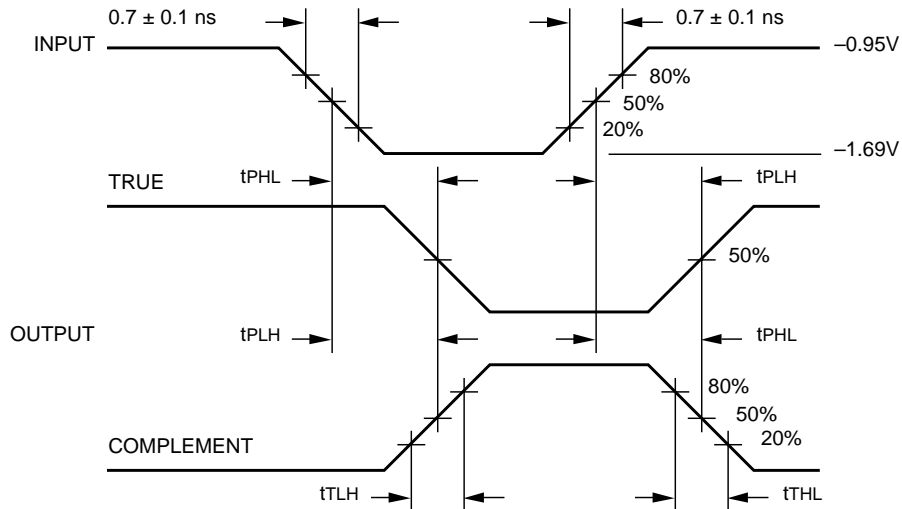 0.7 ± 0.1 ns 0.7 ± 0.1 ns
INPUT –0.95V
80%
50%
20%
–1.69V
tPHL tPLH
TRUE
50%
OUTPUT tPLH tPHL
80%
50%
COMPLEMENT 20%
tTLH tTHL